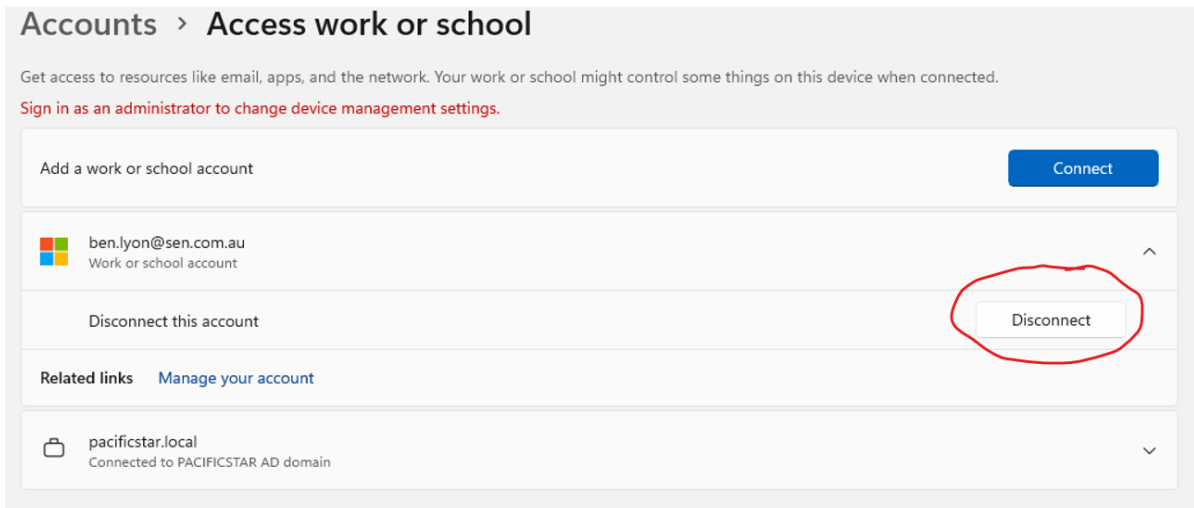 Accounts > Access work or school
Get access to resources like email, apps, and the network. Your work or school might control some things on this device when connected.
Sign in as an administrator to change device management settings.
Add a work or school account
Connect
ben.lyon@sen.com.au
Work or school account
Disconnect this account
Disconnect
Related links Manage your account
pacificstar.local
Connected to PACIFICSTAR AD domain